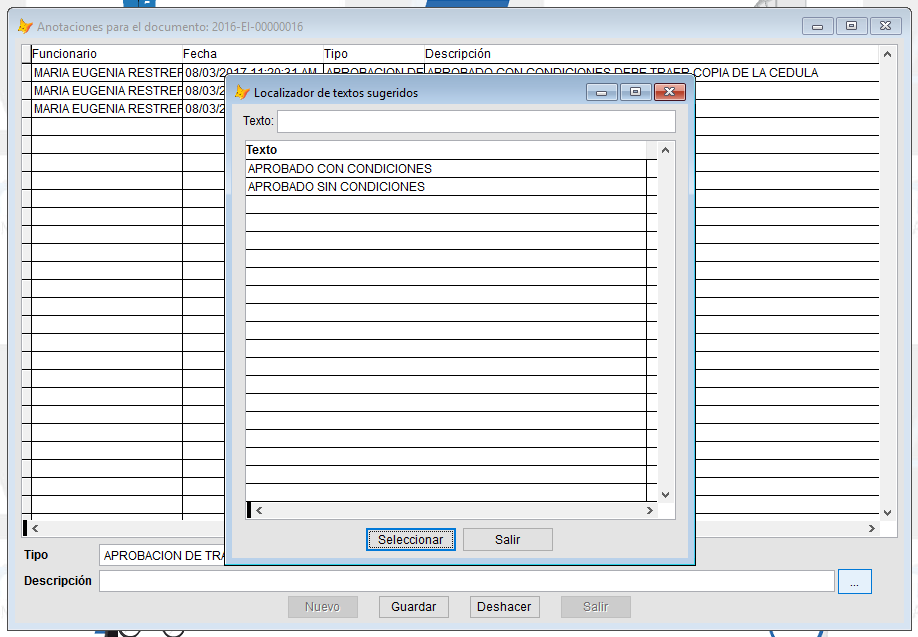 Anotaciones para el documento: 2016-EI-00000016
Funcionario Fecha Tipo Descripción
MARIA EUGENIA RESTREF 08/03/2017 11:20:31 AM APROBACION DE APROBADO CON CONDICIONES DEBE TRAER COPIA DE LA CEDULA
MARIA EUGENIA RESTREF 08/03/2
MARIA EUGENIA RESTREF 08/03/2
Localizador de textos sugeridos
Texto:
Texto
APROBADO CON CONDICIONES
APROBADO SIN CONDICIONES
Seleccionar Salir
Tipo APROBACION DE TRA
Descripción ...
Nuevo Guardar Deshacer Salir